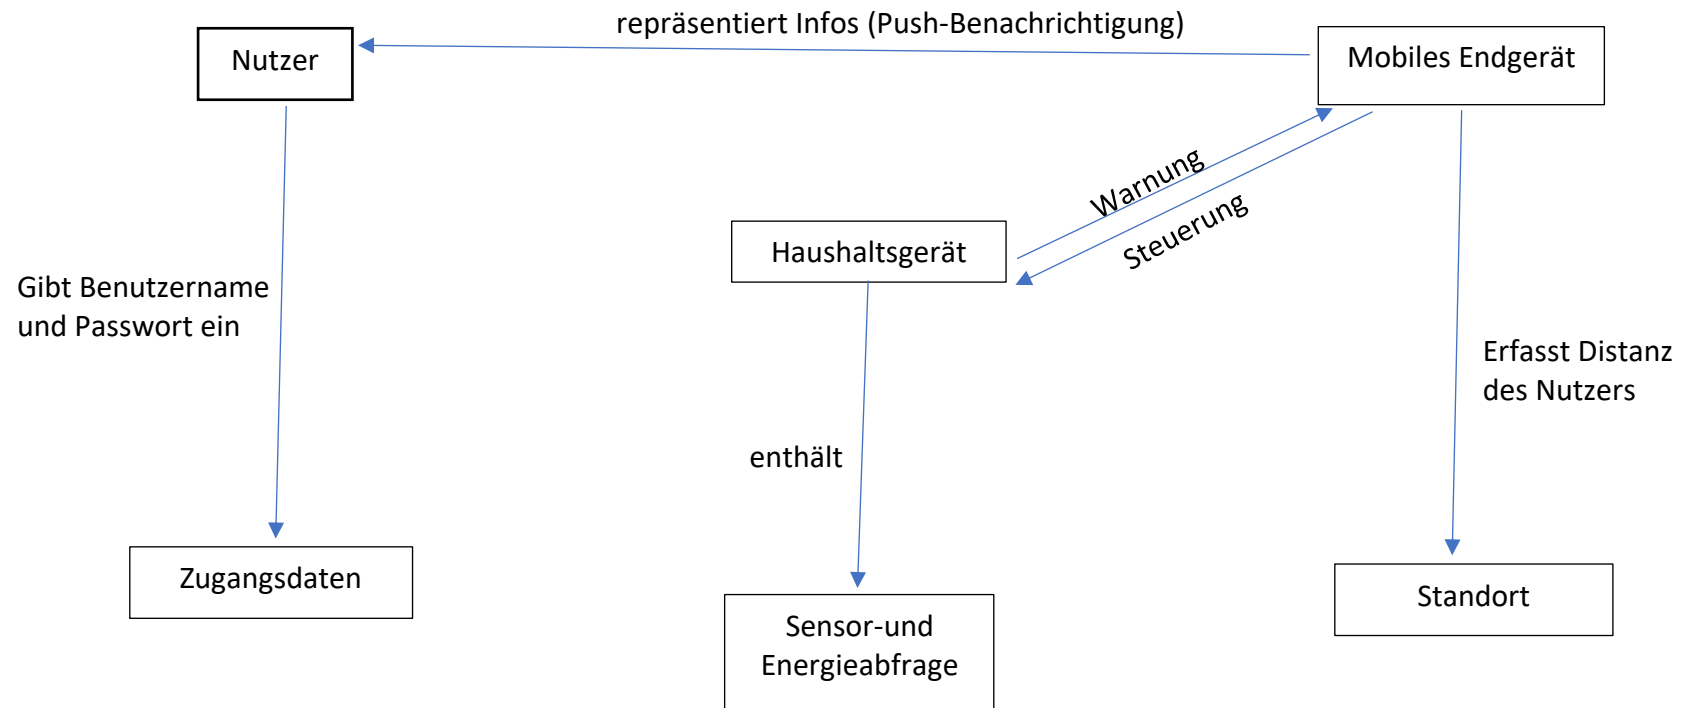 repräsentiert Infos (Push-Benachrichtigung)
Nutzer
Mobiles Endgerät
Warnung
Steuerung
Haushaltsgerät
Gibt Benutzername
und Passwort ein
Erfasst Distanz
des Nutzers
enthält
Zugangsdaten
Sensor-und
Energieabfrage
Standort